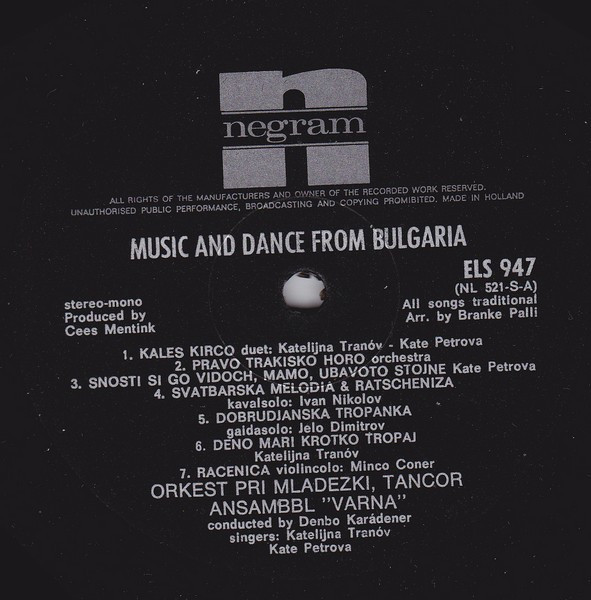 negram
ALL RIGHTS OF THE MANUFACTURERS AND OWNER OF THE RECORDED WORK RESERVED.
UNAUTHORISED PUBLIC PERFORMANCE, BROADCASTING AND COPYING PROHIBITED. MADE IN HOLLAND
MUSIC AND DANCE FROM BULGARIA
ELS 947
(NL 521-S-A)
stereo-mono
Produced by
Cees Mentink
All songs traditional
Arr. by Branke Palli
1. KALES KIRCO duet: Katelijna Tranóv - Kate Petrova
2. PRAVO TRAKISKO HORO orchestra
3. SNOSTI SI GO VIDOCH, MAMO, UBAVOTO STOJNE Kate Petrova
4. SVATBARSKA MELODIA & RATSCHENIZA
kavalsolo: Ivan Nikolov
5. DOBRUDJANSKA TROPANKA
gaidasolo: Jelo Dimitrov
6. DENO MARI KROTKO TROPAJ
Katelijna Tranóv
7. RACENICA violincolo: Minco Coner
ORKEST PRI MLADEZKI, TANCOR
ANSAMBBL "VARNA"
conducted by Denbo Karádener
singers: Katelijna Tranóv
Kate Petrova